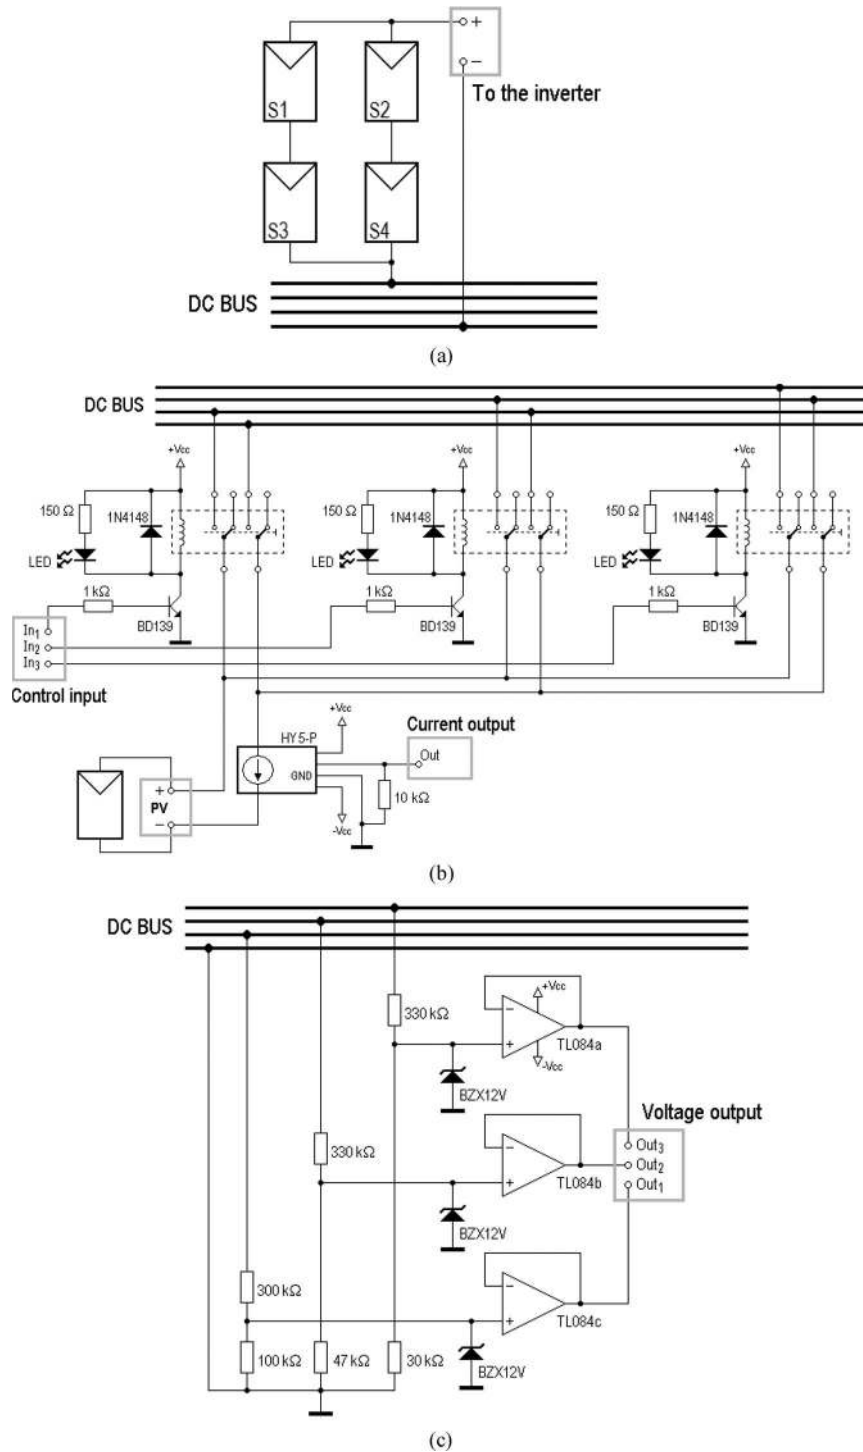 S1
S2
+
−
To the inverter
S3
S4
DC BUS
(a)
DC BUS
+Vcc
+Vcc
+Vcc
150 Ω
1N4148
150 Ω
1N4148
150 Ω
1N4148
LED
LED
LED
1 kΩ
1 kΩ
1 kΩ
BD139
BD139
BD139
In1
In2
In3
Control input
+Vcc
HY5-P
Current output
Out
GND
+
PV
−
10 kΩ
-Vcc
(b)
DC BUS
+Vcc
330 kΩ
−
+
TL084a
-Vcc
BZX12V
Voltage output
330 kΩ
−
+
TL084b
Out3
Out2
Out1
BZX12V
300 kΩ
−
+
TL084c
100 kΩ
47 kΩ
30 kΩ
BZX12V
(c)